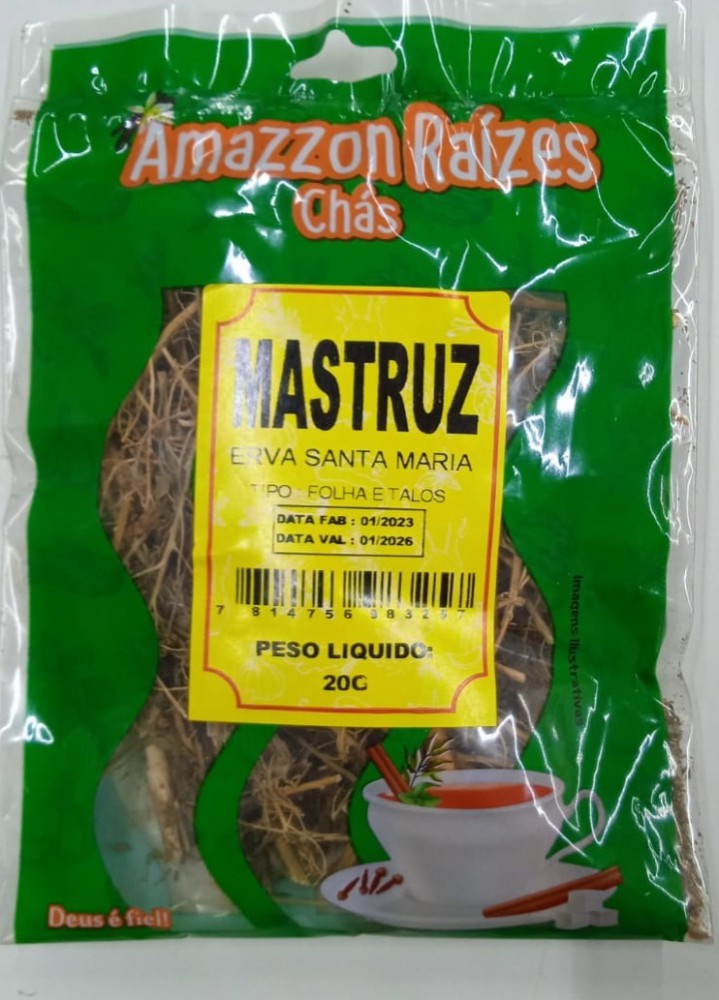 Amazzon Raízes
Chás
MASTRUZ
ERVA SANTA MARIA
TIPO - FOLHA E TALOS
DATA FAB : 01/2023
DATA VAL : 01/2026
PESO LIQUIDO:
20G
Imagens Ilustrativas
Deus é fiel!